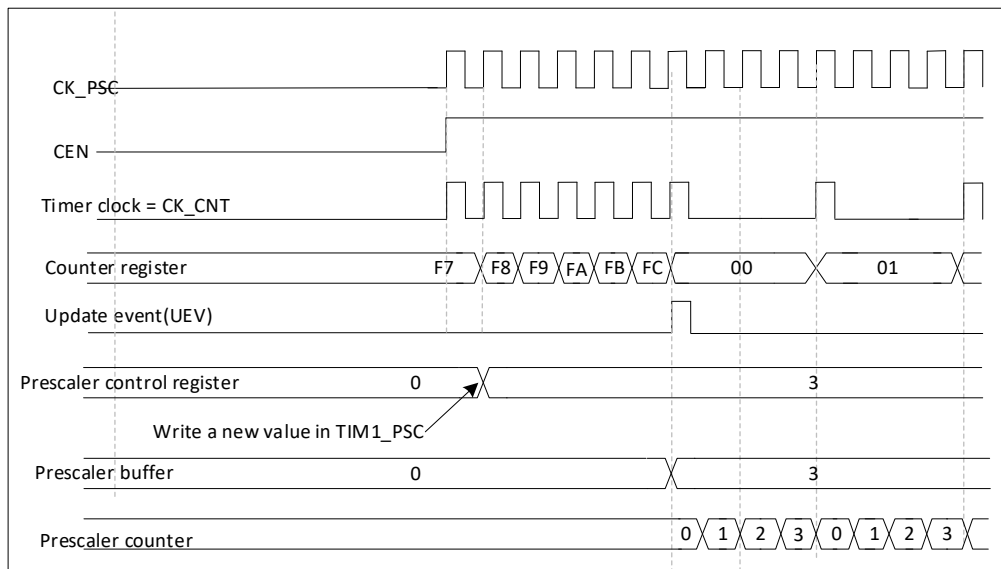 CK_PSC
CEN
Timer clock = CK_CNT
Counter register F7 F8 F9 FA FB FC 00 01
Update event(UEV)
Prescaler control register 0 3
Write a new value in TIM1_PSC
Prescaler buffer 0 3
Prescaler counter 0 1 2 3 0 1 2 3